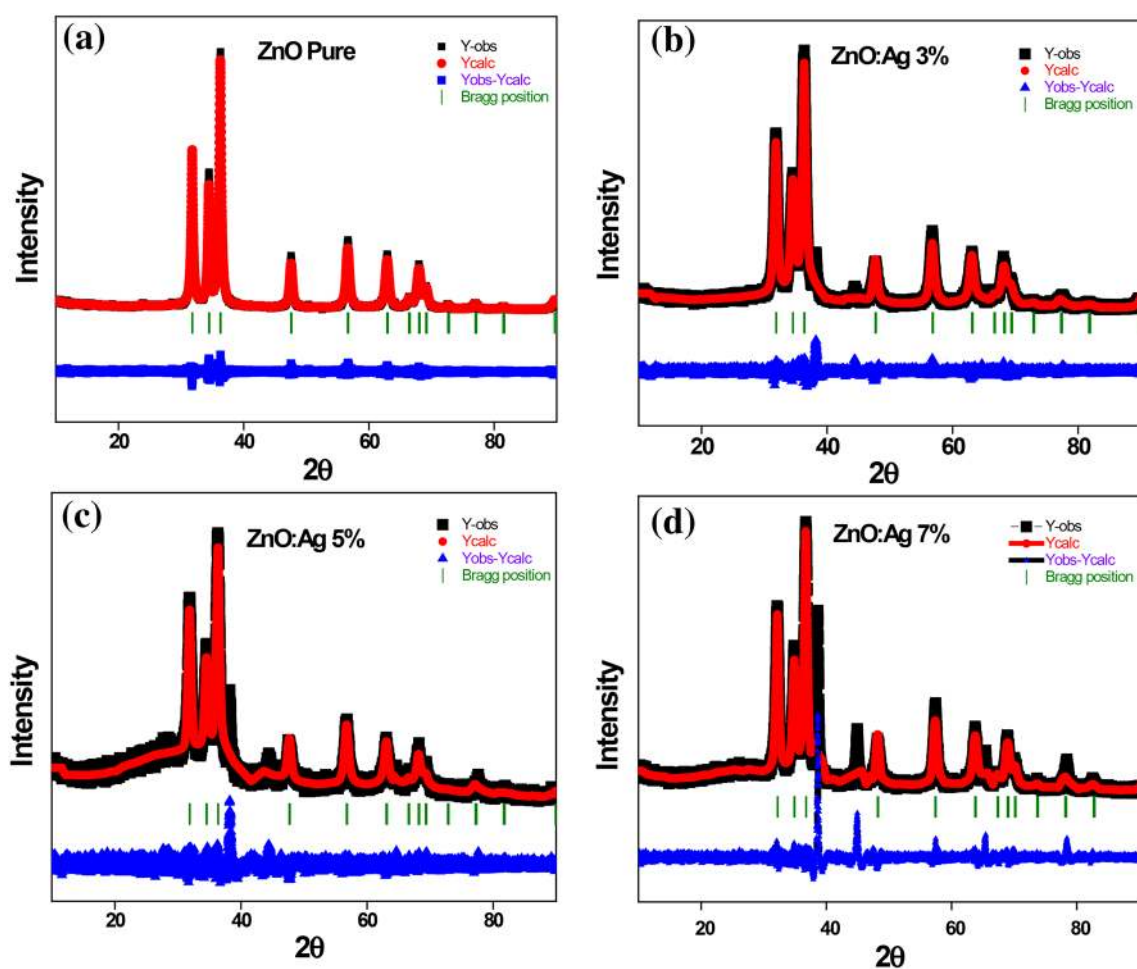 (a)
ZnO Pure
Y-obs
Ycalc
Yobs-Ycalc
Bragg position
Intensity
20 40 60 80
2θ
(b)
ZnO:Ag 3%
Y-obs
Ycalc
Yobs-Ycalc
Bragg position
Intensity
20 40 60 80
2θ
(c)
ZnO:Ag 5%
Y-obs
Ycalc
Yobs-Ycalc
Bragg position
Intensity
20 40 60 80
2θ
(d)
ZnO:Ag 7%
Y-obs
Ycalc
Yobs-Ycalc
Bragg position
Intensity
20 40 60 80
2θ